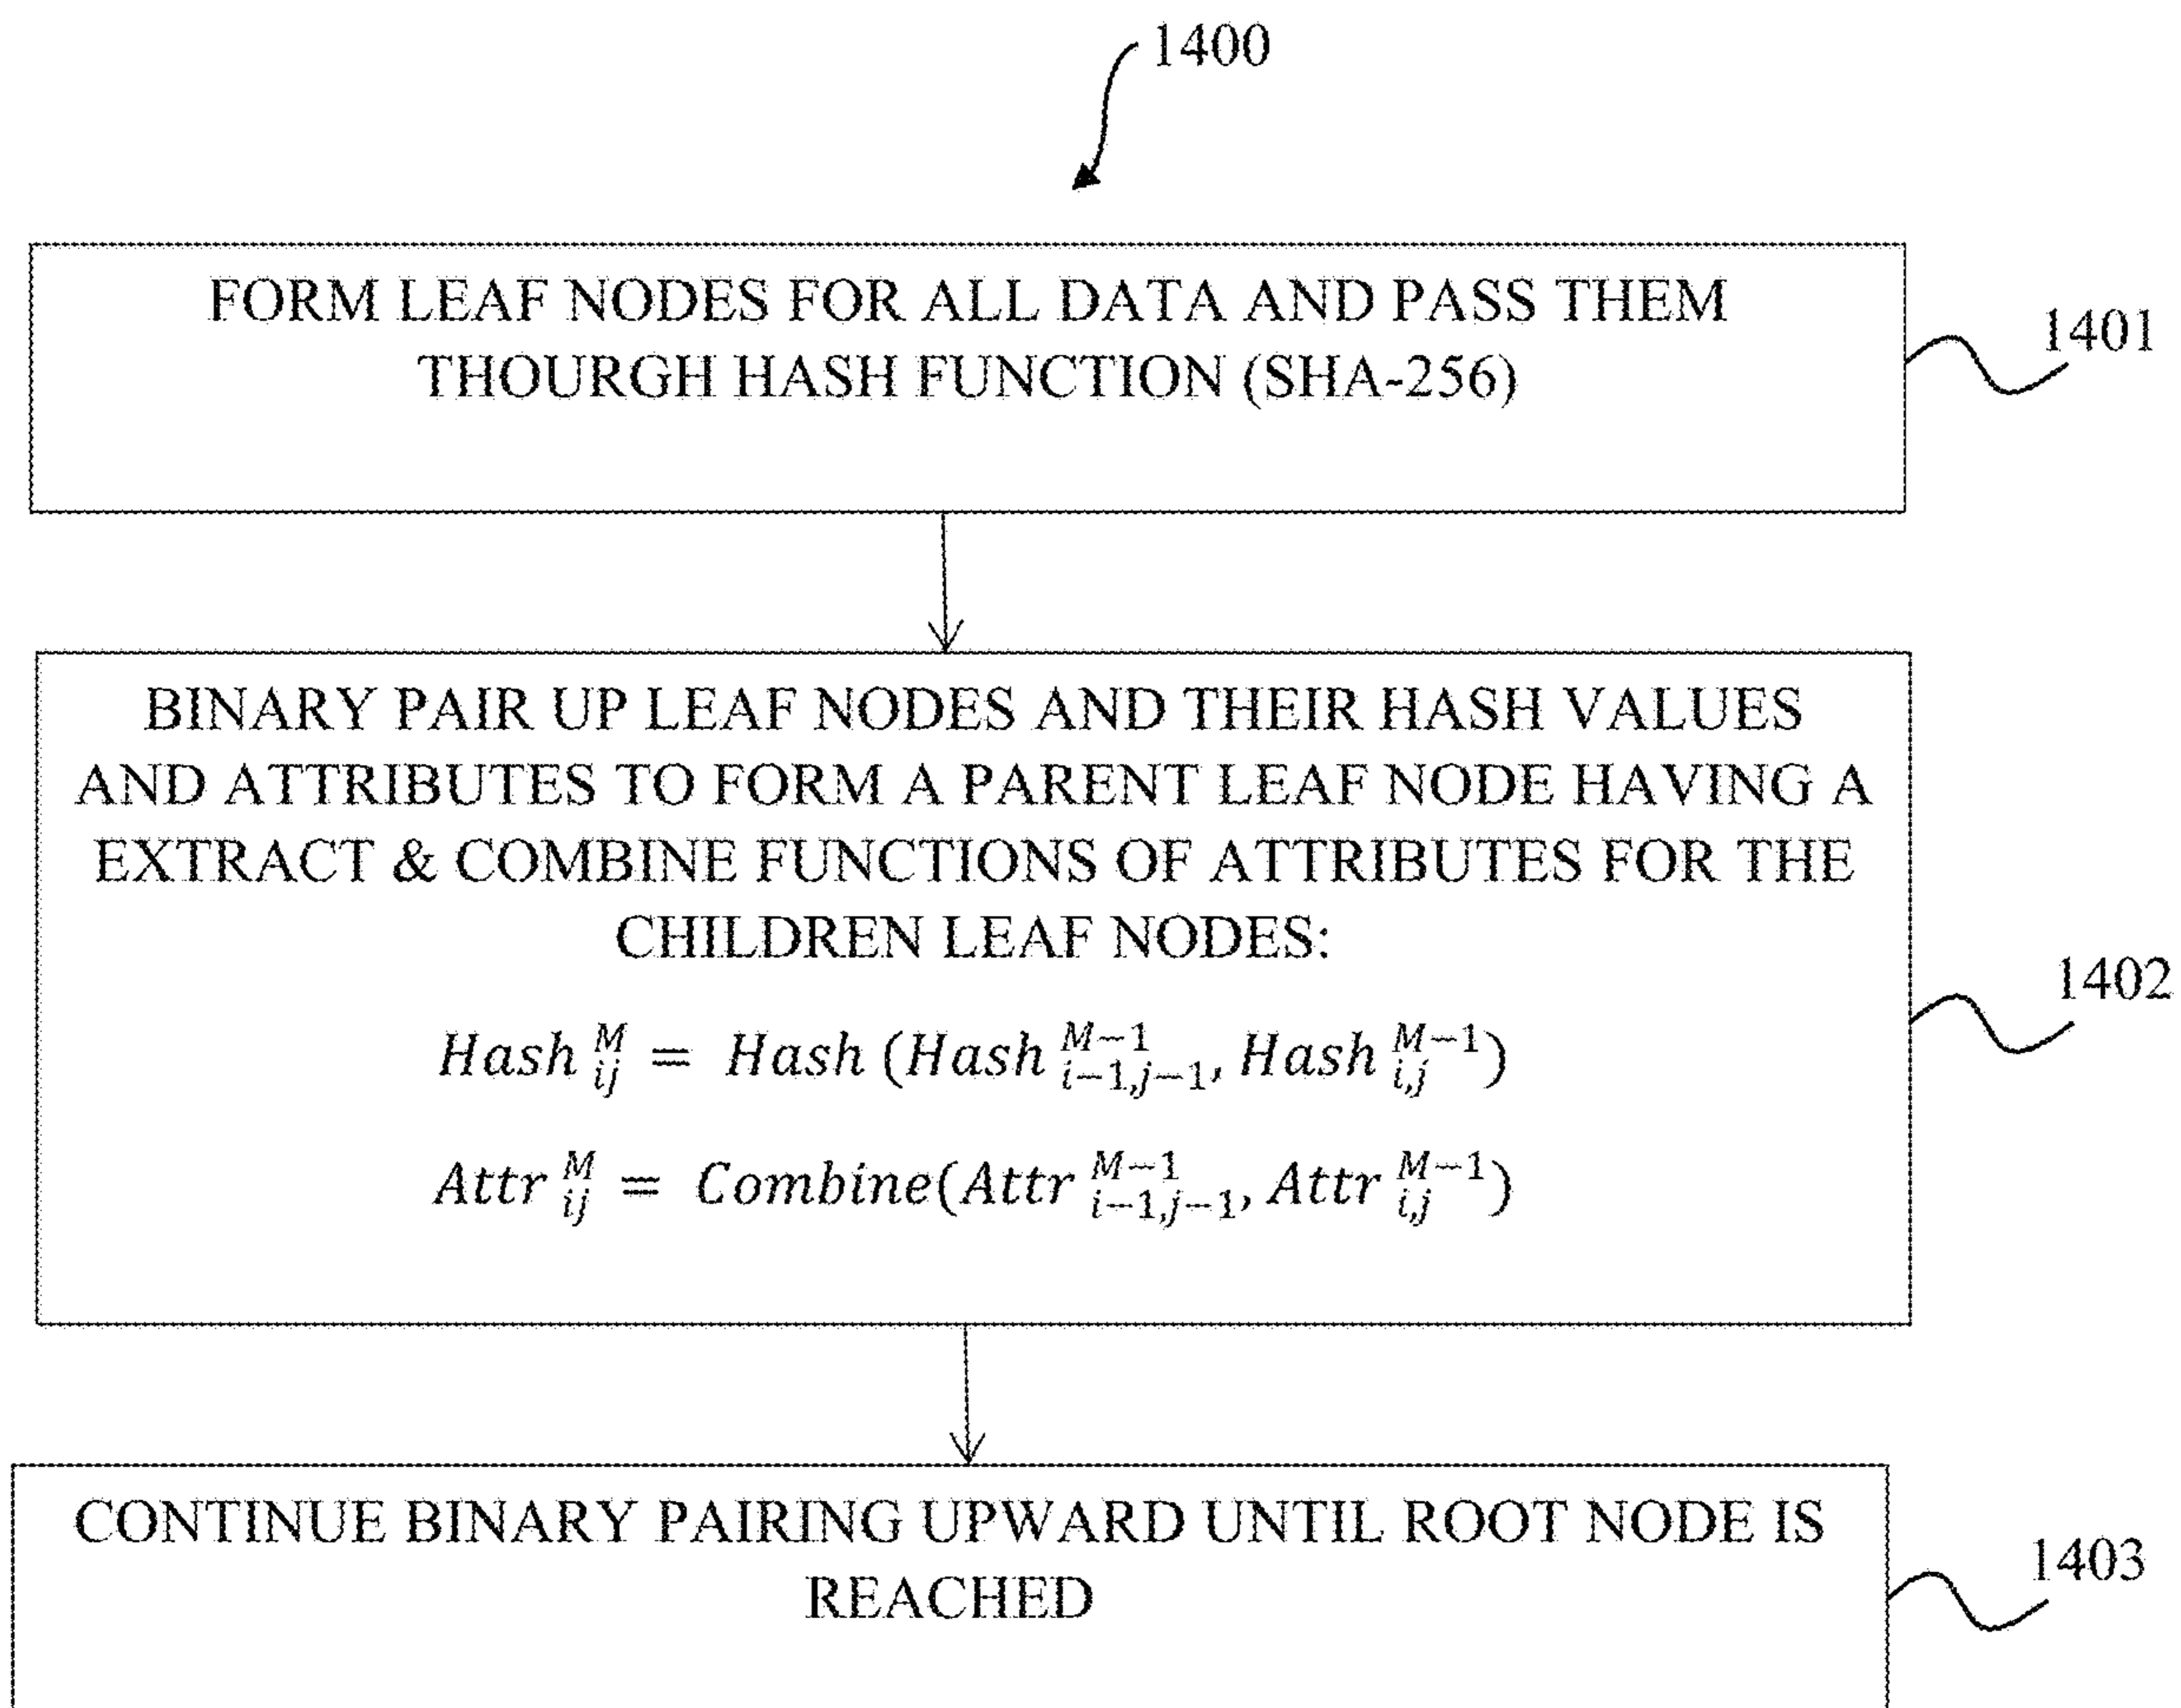 1400
FORM LEAF NODES FOR ALL DATA AND PASS THEM
THOURGH HASH FUNCTION (SHA-256)
1401
BINARY PAIR UP LEAF NODES AND THEIR HASH VALUES
AND ATTRIBUTES TO FORM A PARENT LEAF NODE HAVING A
EXTRACT & COMBINE FUNCTIONS OF ATTRIBUTES FOR THE
CHILDREN LEAF NODES:
1402
Hash^{M}_{ij} = Hash (Hash^{M-1}_{i-1,j-1}, Hash^{M-1}_{i,j})
Attr^{M}_{ij} = Combine(Attr^{M-1}_{i-1,j-1}, Attr^{M-1}_{i,j})
CONTINUE BINARY PAIRING UPWARD UNTIL ROOT NODE IS
REACHED
1403